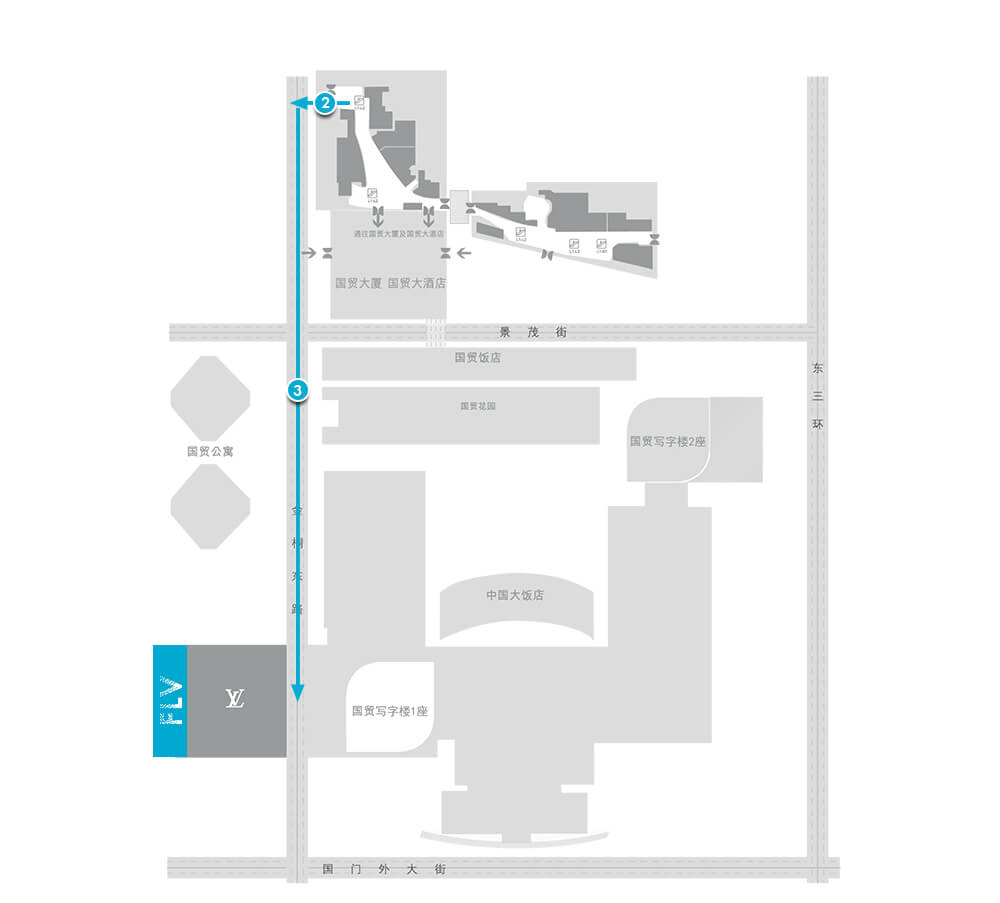 2
通往国贸大厦及国贸大酒店
国贸大厦 国贸大酒店
景茂街
国贸饭店
东三环
3
国贸花园
国贸写字楼2座
国贸公寓
金桐东路
中国大饭店
FLV
LV
国贸写字楼1座
国门外大街